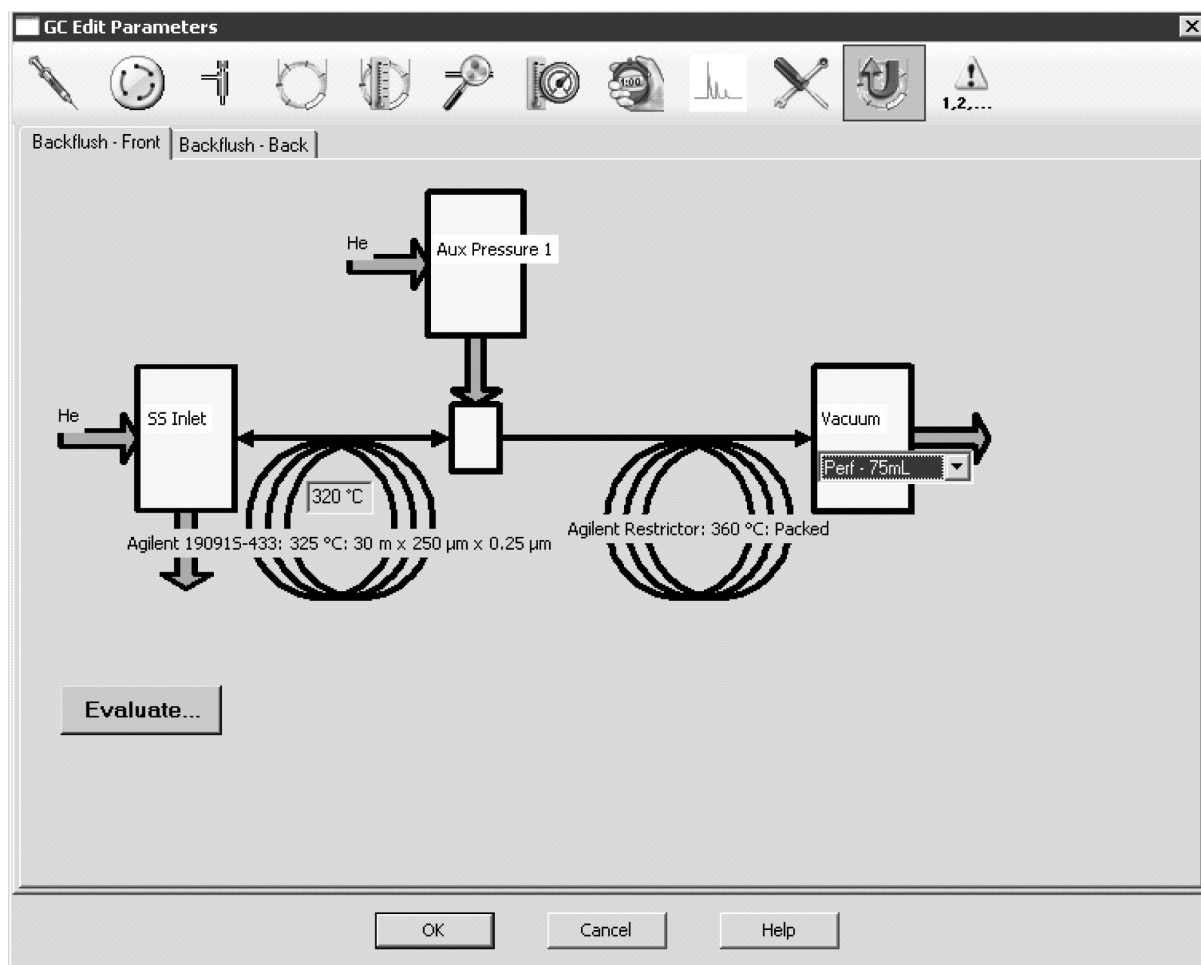 GC Edit Parameters
1:00
1,2,...
Backflush - Front
Backflush - Back
He
Aux Pressure 1
He
SS Inlet
Vacuum
Perf - 75mL
320 °C
Agilent 19091S-433: 325 °C: 30 m x 250 µm x 0.25 µm
Agilent Restrictor: 360 °C: Packed
Evaluate...
OK
Cancel
Help